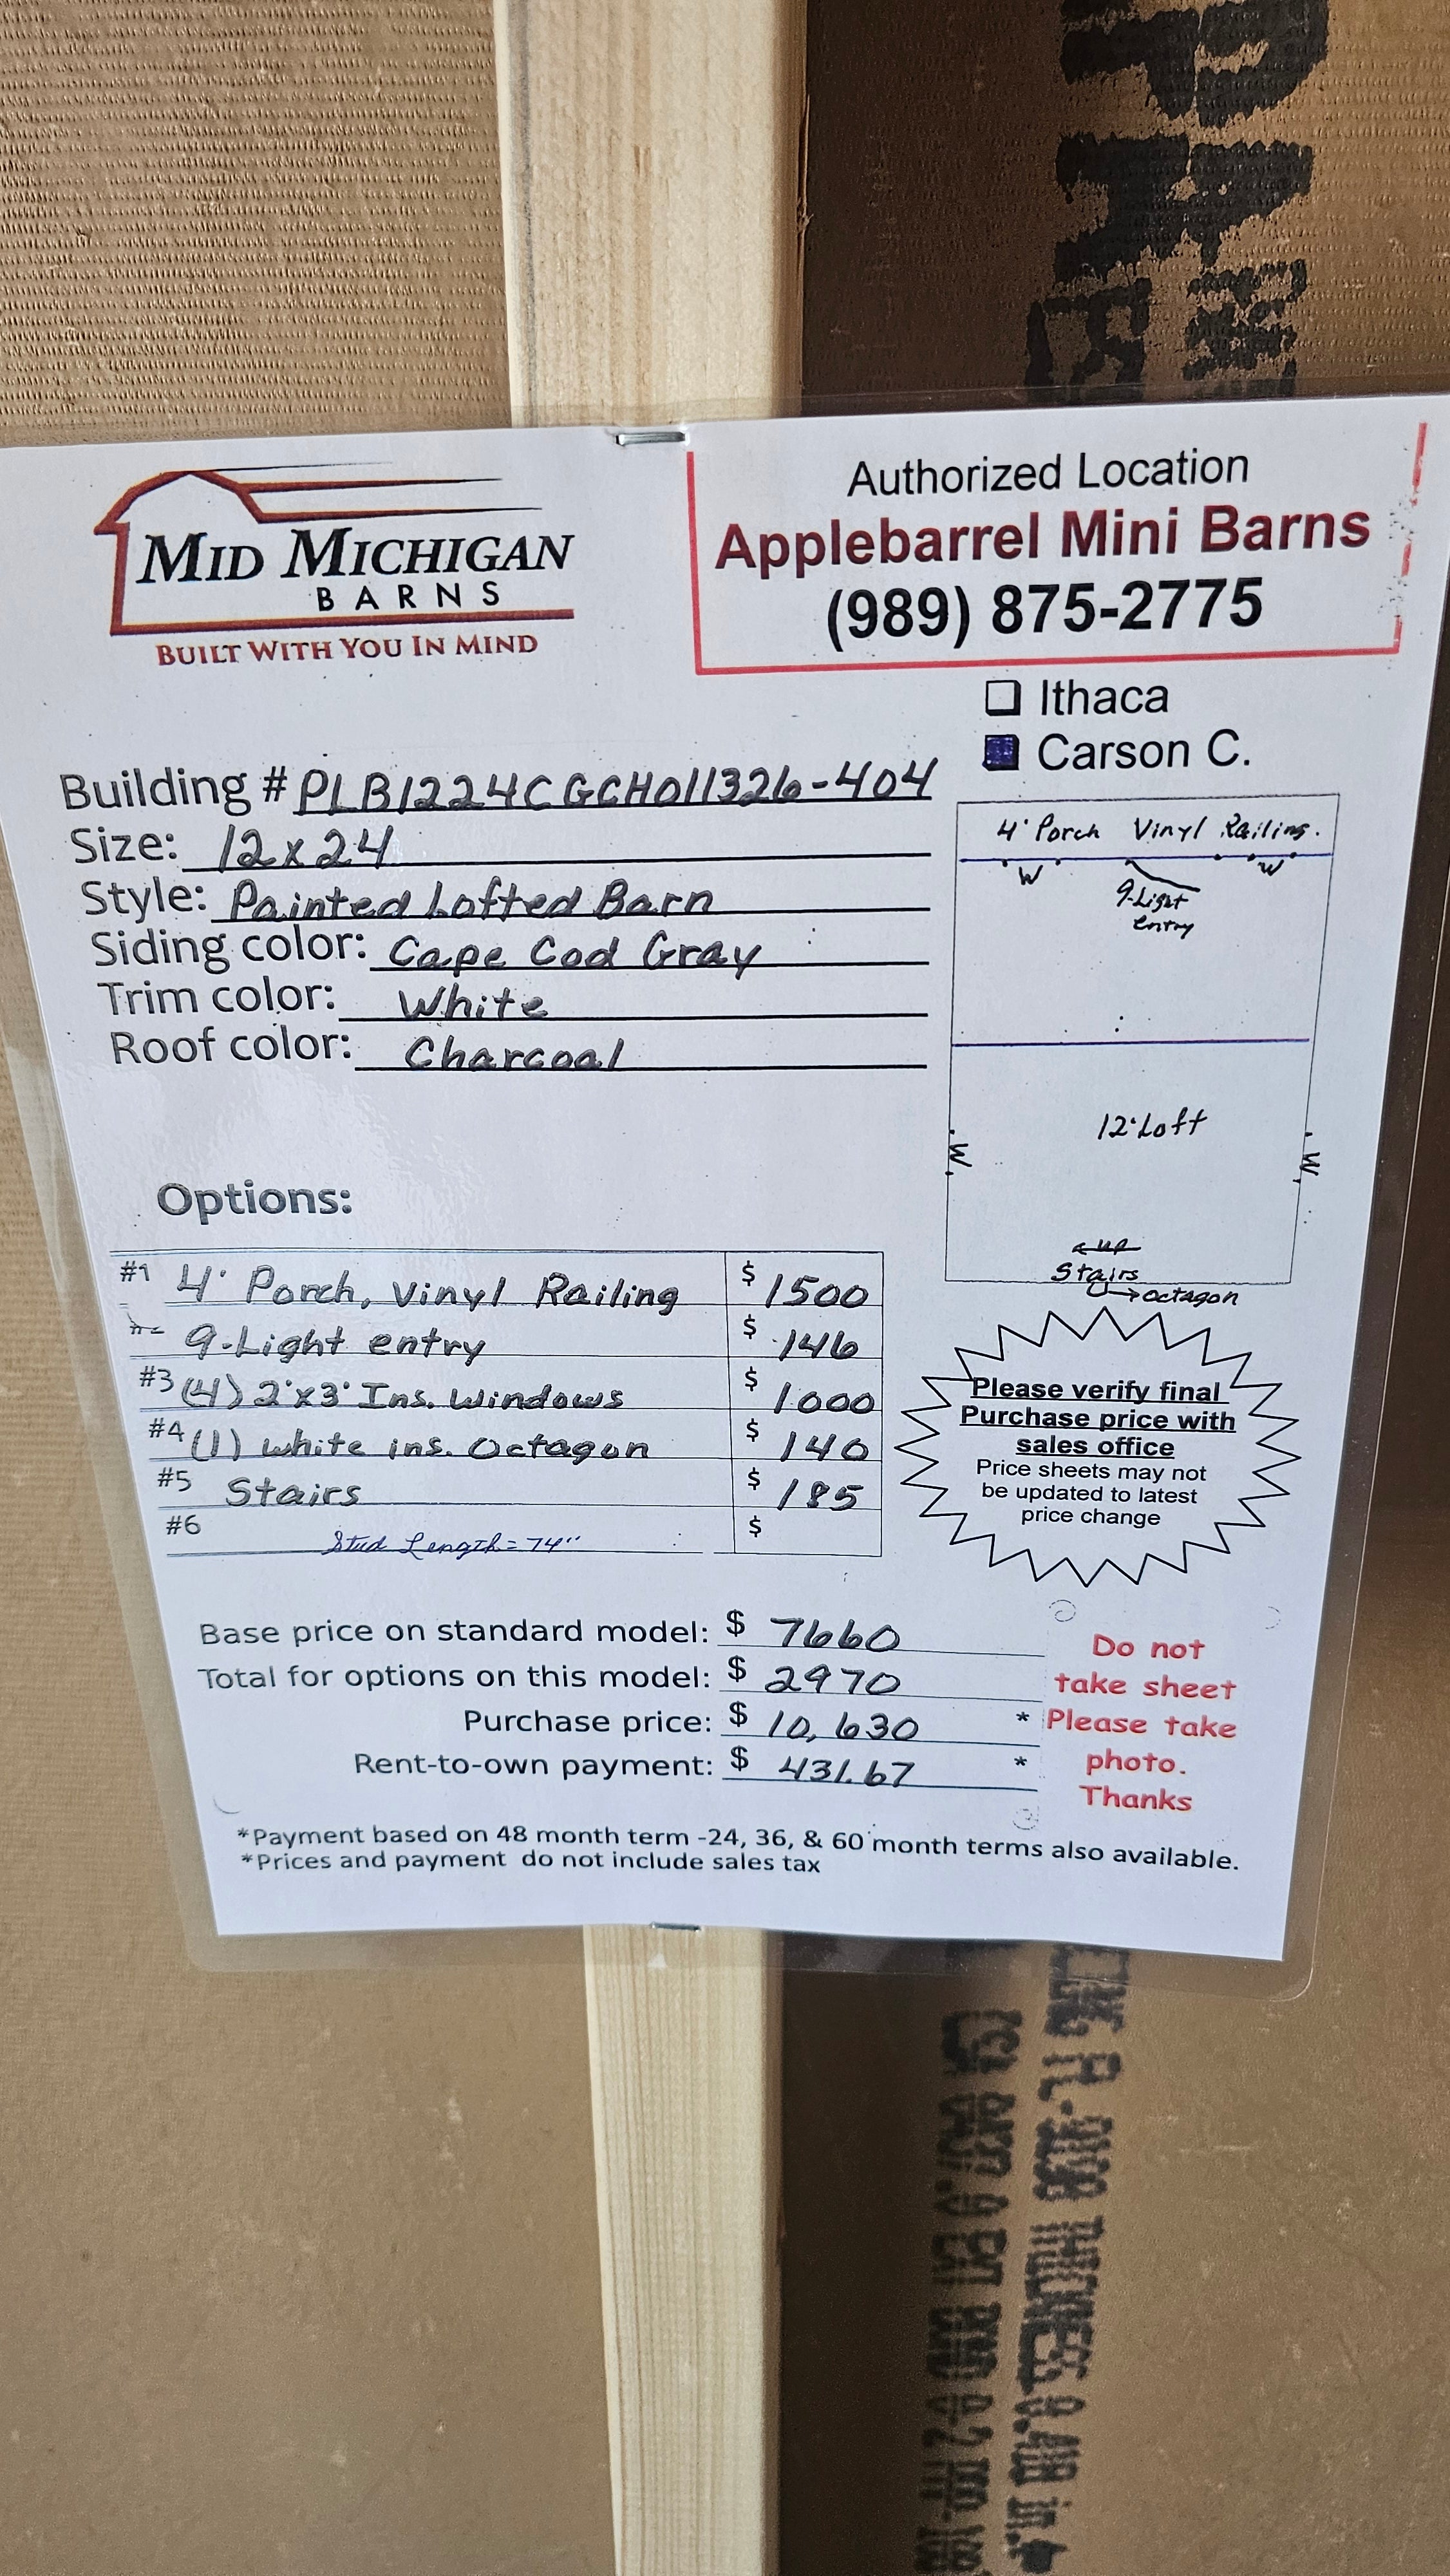 MID MICHIGAN
BARNS
BUILT WITH YOU IN MIND
Authorized Location
Applebarrel Mini Barns
(989) 875-2775
Ithaca
Carson C.
Building # PLB1224CGCH011326-404
Size: 12x24
Style: Painted Lofted Barn
Siding color: Cape Cod Gray
Trim color: White
Roof color: Charcoal
4' Porch Vinyl Railing.
W
W
9-Light
entry
12' Loft
W
W
← up
Stairs
→ octagon
Options:
#1 4' Porch, Vinyl Railing $ 1500
9-Light entry $ 146
#3 (4) 2'x3' Ins. Windows $ 1000
#4 (1) white ins. Octagon $ 140
#5 Stairs $ 185
#6 Stud Length = 74" $
Please verify final
Purchase price with
sales office
Price sheets may not
be updated to latest
price change
Base price on standard model: $ 7660
Total for options on this model: $ 2970
Purchase price: $ 10,630 *
Rent-to-own payment: $ 431.67 *
Do not
take sheet
Please take
photo.
Thanks
*Payment based on 48 month term -24, 36, & 60 month terms also available.
*Prices and payment do not include sales tax